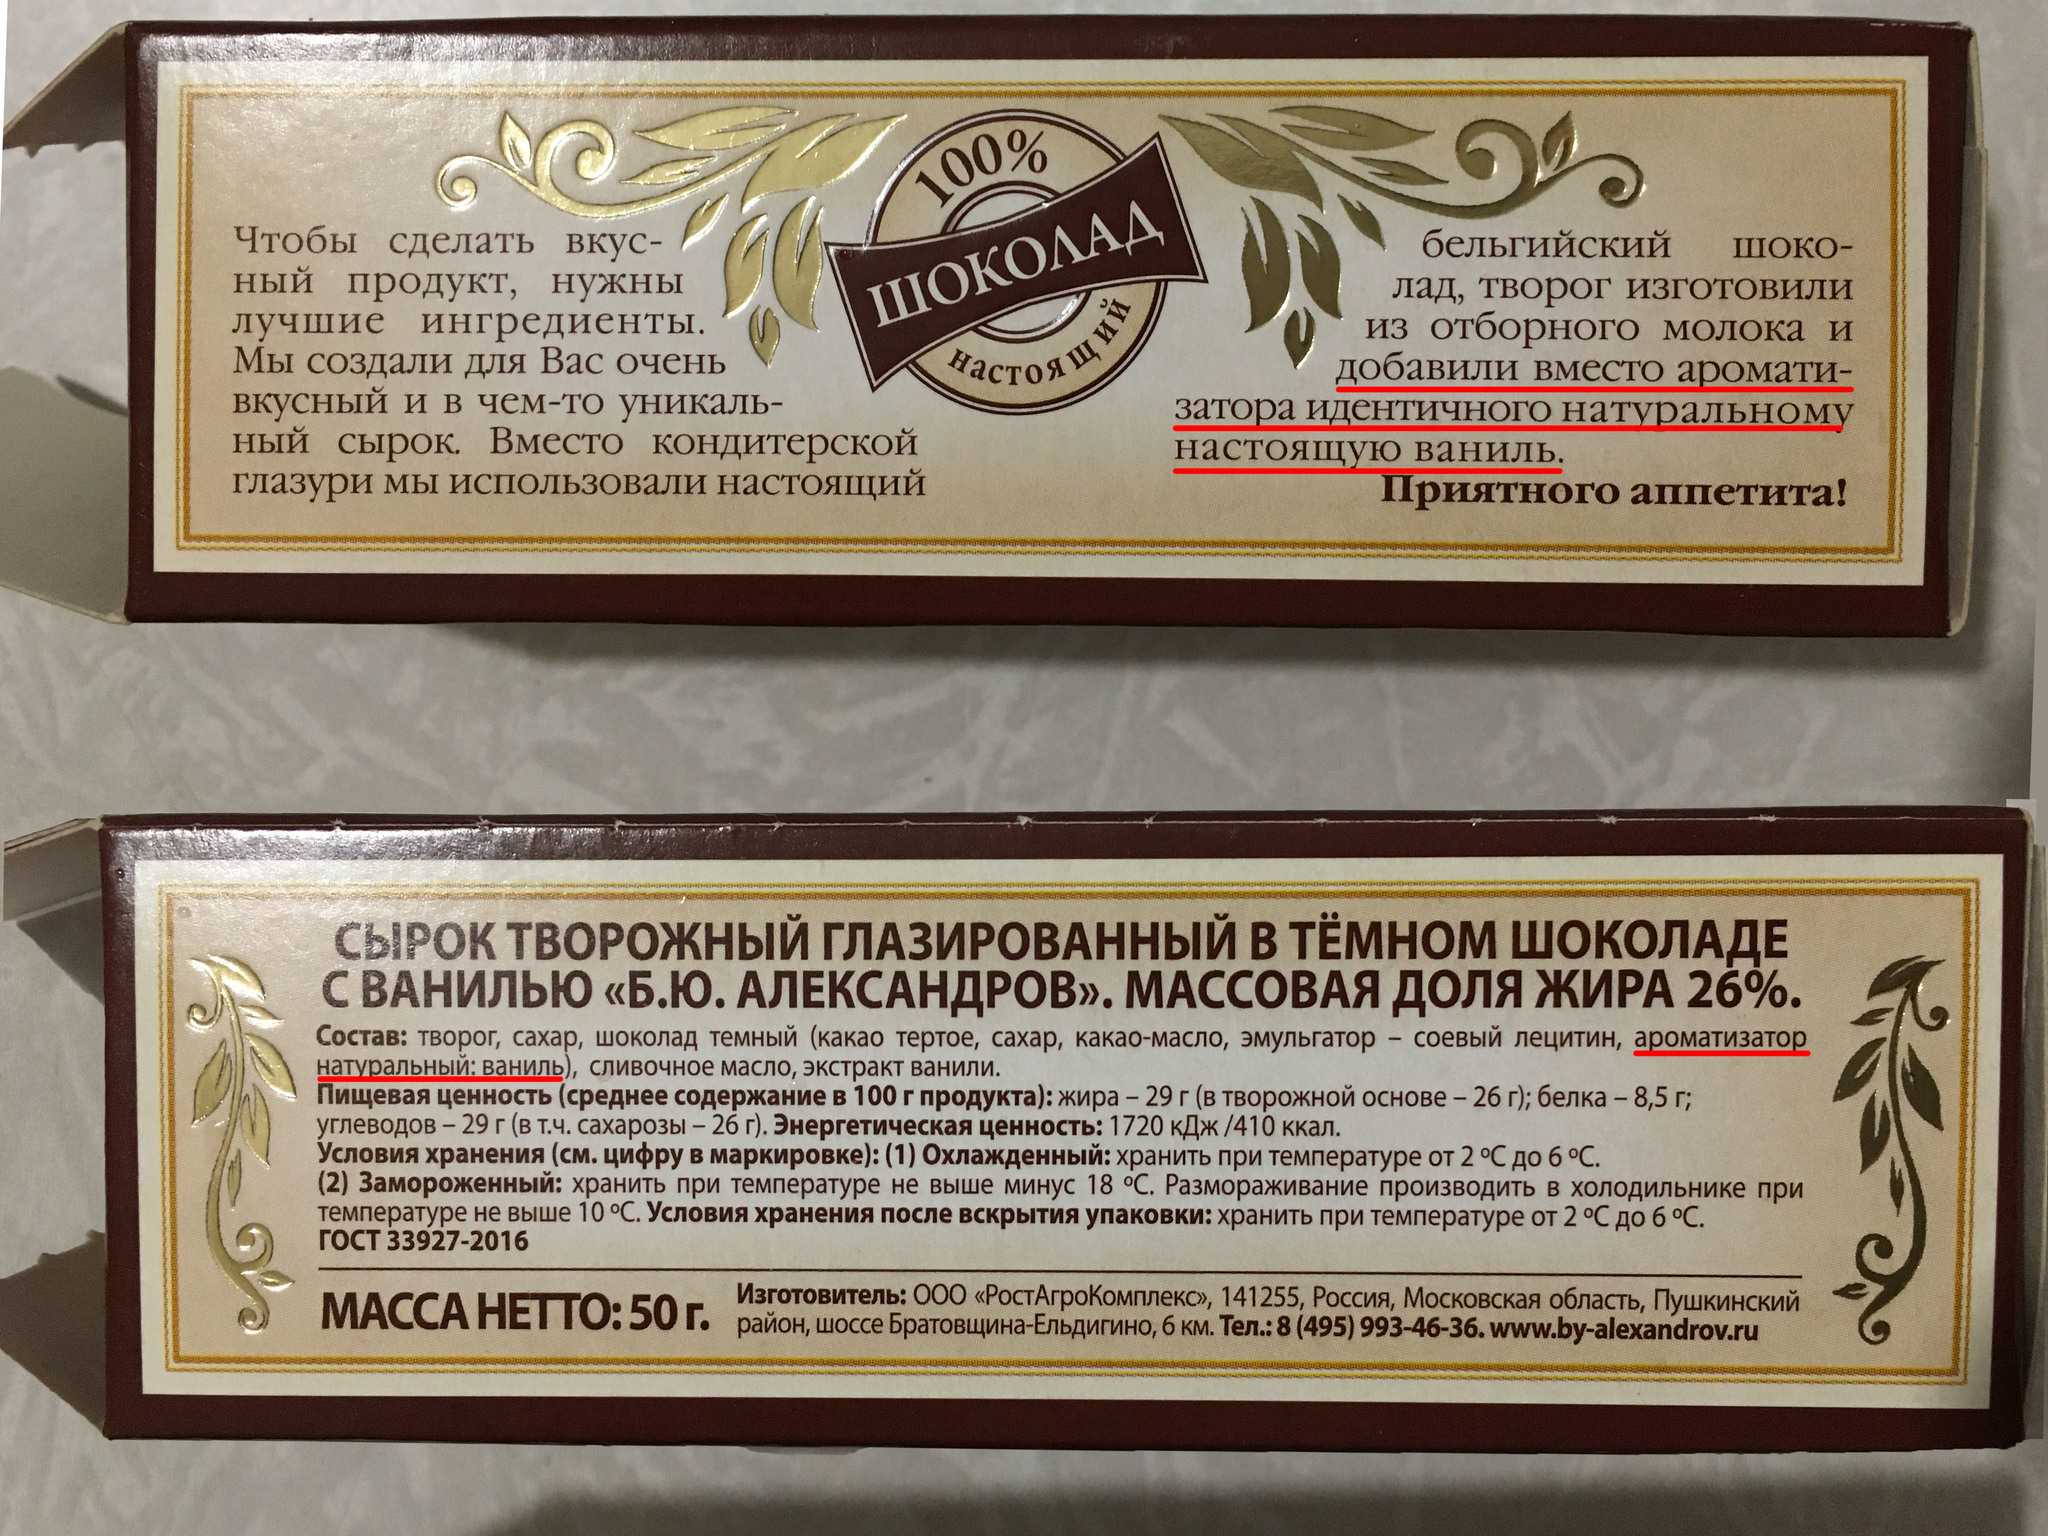 100%
ШОКОЛАД
настоящий
Чтобы сделать вкус-
ный продукт, нужны
лучшие ингредиенты.
Мы создали для Вас очень
вкусный и в чем-то уникаль-
ный сырок. Вместо кондитерской
глазури мы использовали настоящий
бельгийский шоко-
лад, творог изготовили
из отборного молока и
добавили вместо аромати-
затора идентичного натуральному
настоящую ваниль.
Приятного аппетита!
СЫРОК ТВОРОЖНЫЙ ГЛАЗИРОВАННЫЙ В ТЁМНОМ ШОКОЛАДЕ
С ВАНИЛЬЮ «Б.Ю. АЛЕКСАНДРОВ». МАССОВАЯ ДОЛЯ ЖИРА 26%.
Состав: творог, сахар, шоколад темный (какао тертое, сахар, какао-масло, эмульгатор – соевый лецитин, ароматизатор
натуральный: ваниль), сливочное масло, экстракт ванили.
Пищевая ценность (среднее содержание в 100 г продукта): жира – 29 г (в творожной основе – 26 г); белка – 8,5 г;
углеводов – 29 г (в т.ч. сахарозы – 26 г). Энергетическая ценность: 1720 кДж /410 ккал.
Условия хранения (см. цифру в маркировке): (1) Охлажденный: хранить при температуре от 2 ºС до 6 ºС.
(2) Замороженный: хранить при температуре не выше минус 18 ºС. Размораживание производить в холодильнике при
температуре не выше 10 ºС. Условия хранения после вскрытия упаковки: хранить при температуре от 2 ºС до 6 ºС.
ГОСТ 33927-2016
МАССА НЕТТО: 50 г.
Изготовитель: ООО «РостАгроКомплекс», 141255, Россия, Московская область, Пушкинский
район, шоссе Братовщина-Ельдигино, 6 км. Тел.: 8 (495) 993-46-36. www.by-alexandrov.ru